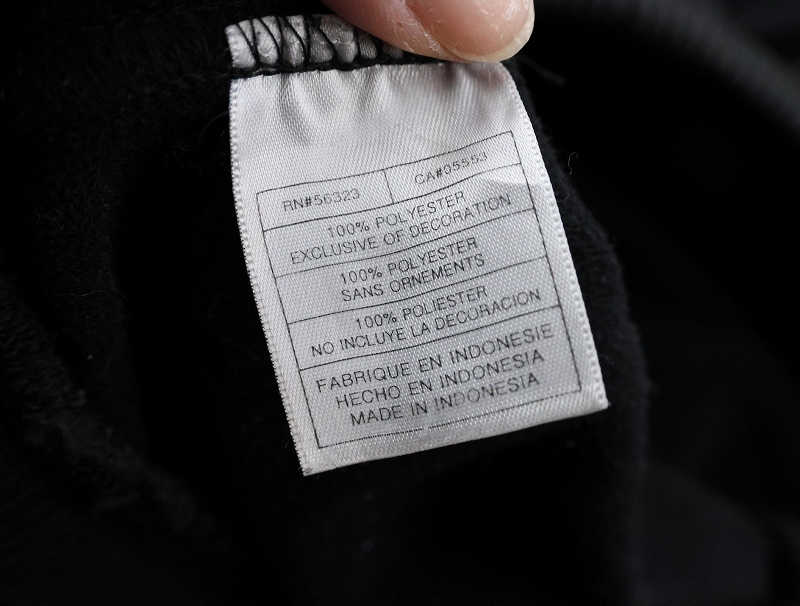 RN#56323 CA#05553
100% POLYESTER
EXCLUSIVE OF DECORATION
100% POLYESTER
SANS ORNEMENTS
100% POLIESTER
NO INCLUYE LA DECORACION
FABRIQUE EN INDONESIE
HECHO EN INDONESIA
MADE IN INDONESIA